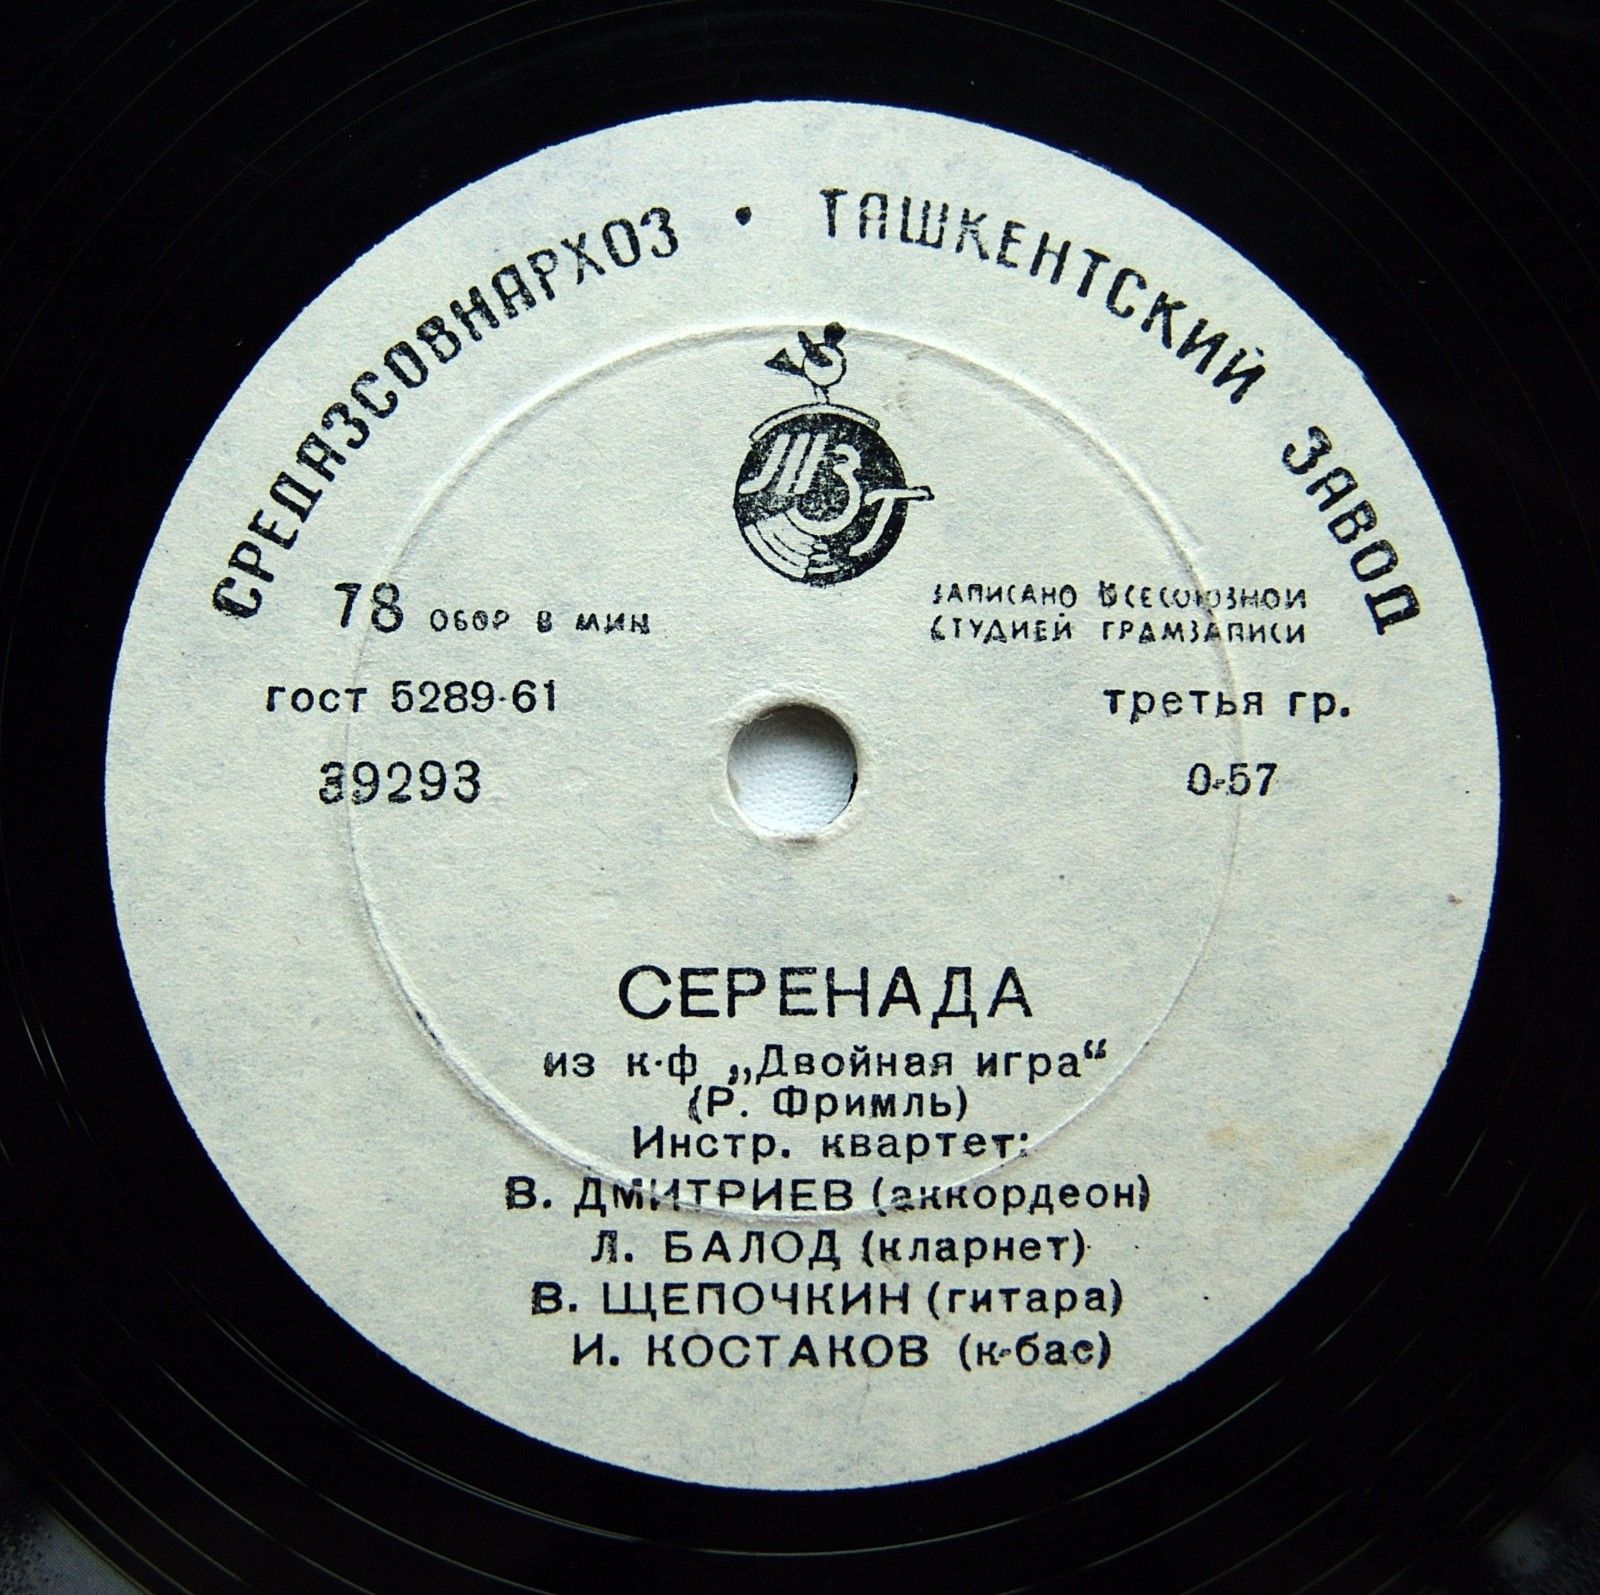 СРЕДАЗСОВНАРХОЗ • ТАШКЕНТСКИЙ ЗАВОД
ТЗГ
78 ОБОР В МИН
ЗАПИСАНО ВСЕСОЮЗНОЙ
СТУДИЕЙ ГРАМЗАПИСИ
гост 5289-61
третья гр.
39293
0-57
СЕРЕНАДА
из к-ф „Двойная игра“
(Р. Фримль)
Инстр. квартет:
В. ДМИТРИЕВ (аккордеон)
Л. БАЛОД (кларнет)
В. ЩЕПОЧКИН (гитара)
И. КОСТАКОВ (к-бас)